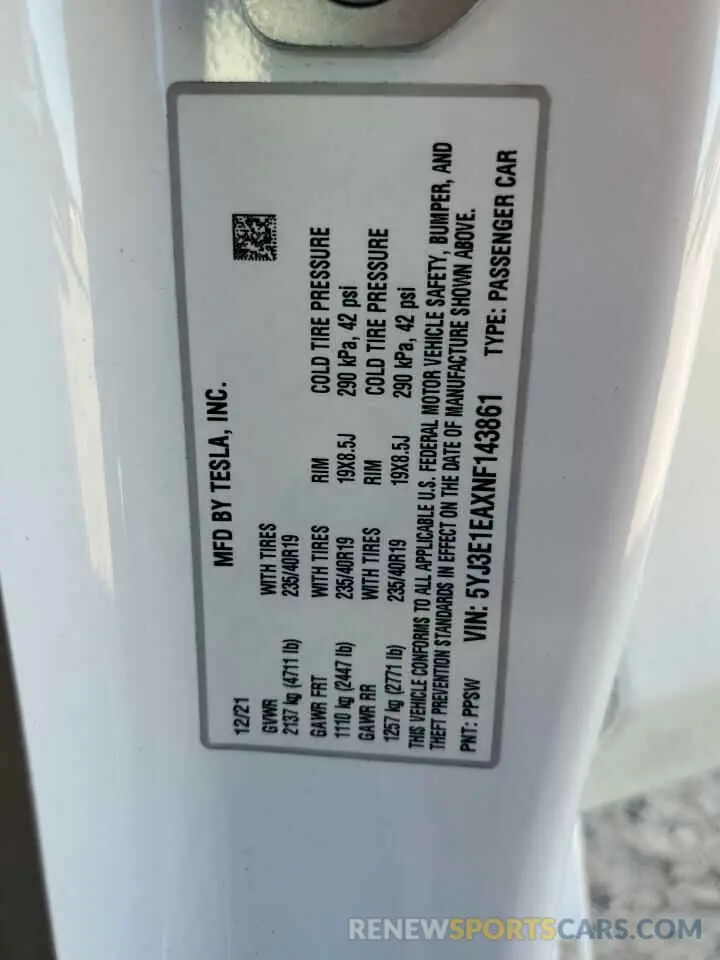 MFD BY TESLA, INC.
12/21
GVWR WITH TIRES
2137 kg (4711 lb) 235/40R19
GAWR FRT WITH TIRES RIM COLD TIRE PRESSURE
1110 kg (2447 lb) 235/40R19 19X8.5J 290 kPa, 42 psi
GAWR RR WITH TIRES RIM COLD TIRE PRESSURE
1257 kg (2771 lb) 235/40R19 19X8.5J 290 kPa, 42 psi
THIS VEHICLE CONFORMS TO ALL APPLICABLE U.S. FEDERAL MOTOR VEHICLE SAFETY, BUMPER, AND
THEFT PREVENTION STANDARDS IN EFFECT ON THE DATE OF MANUFACTURE SHOWN ABOVE.
PNT: PPSW VIN: 5YJ3E1EAXNF143861 TYPE: PASSENGER CAR
RENEWSPORTSCARS.COM